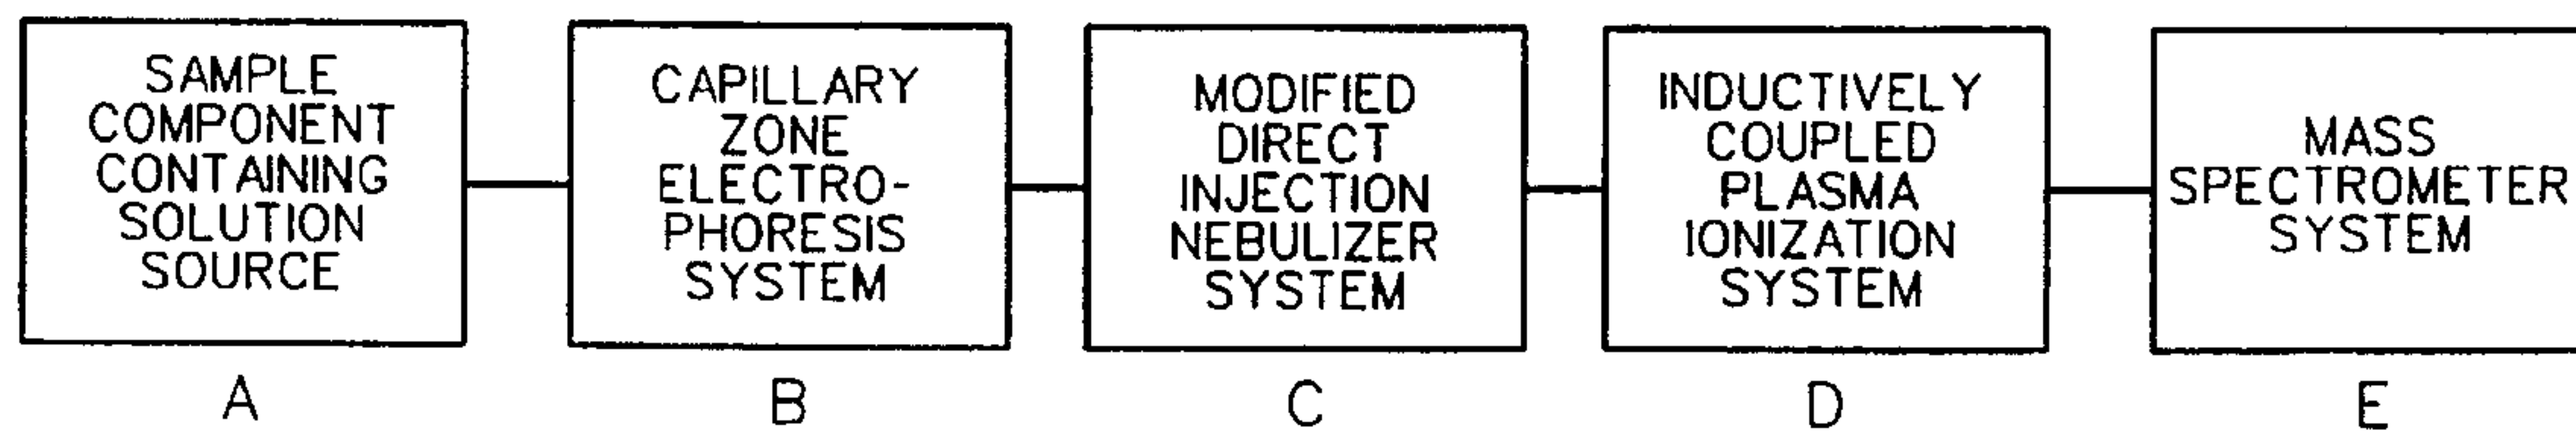 SAMPLE
COMPONENT
CONTAINING
SOLUTION
SOURCE
A
CAPILLARY
ZONE
ELECTRO-
PHORESIS
SYSTEM
B
MODIFIED
DIRECT
INJECTION
NEBULIZER
SYSTEM
C
INDUCTIVELY
COUPLED
PLASMA
IONIZATION
SYSTEM
D
MASS
SPECTROMETER
SYSTEM
E